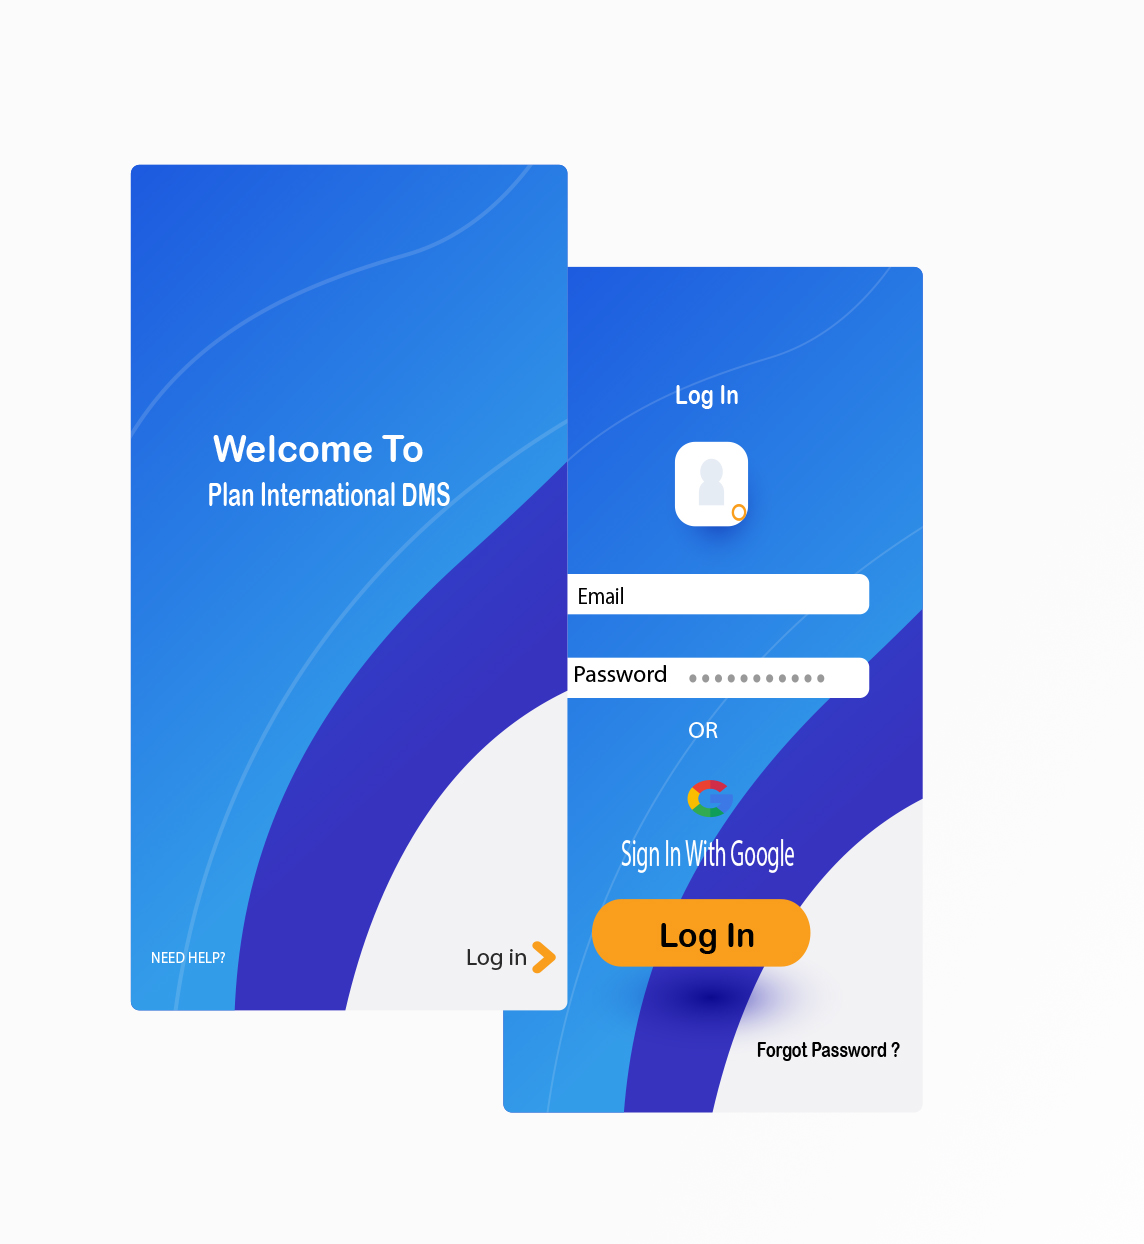 Welcome To
Plan International DMS
NEED HELP?
Log in
Log In
Email
Password
OR
Sign In With Google
Log In
Forgot Password ?